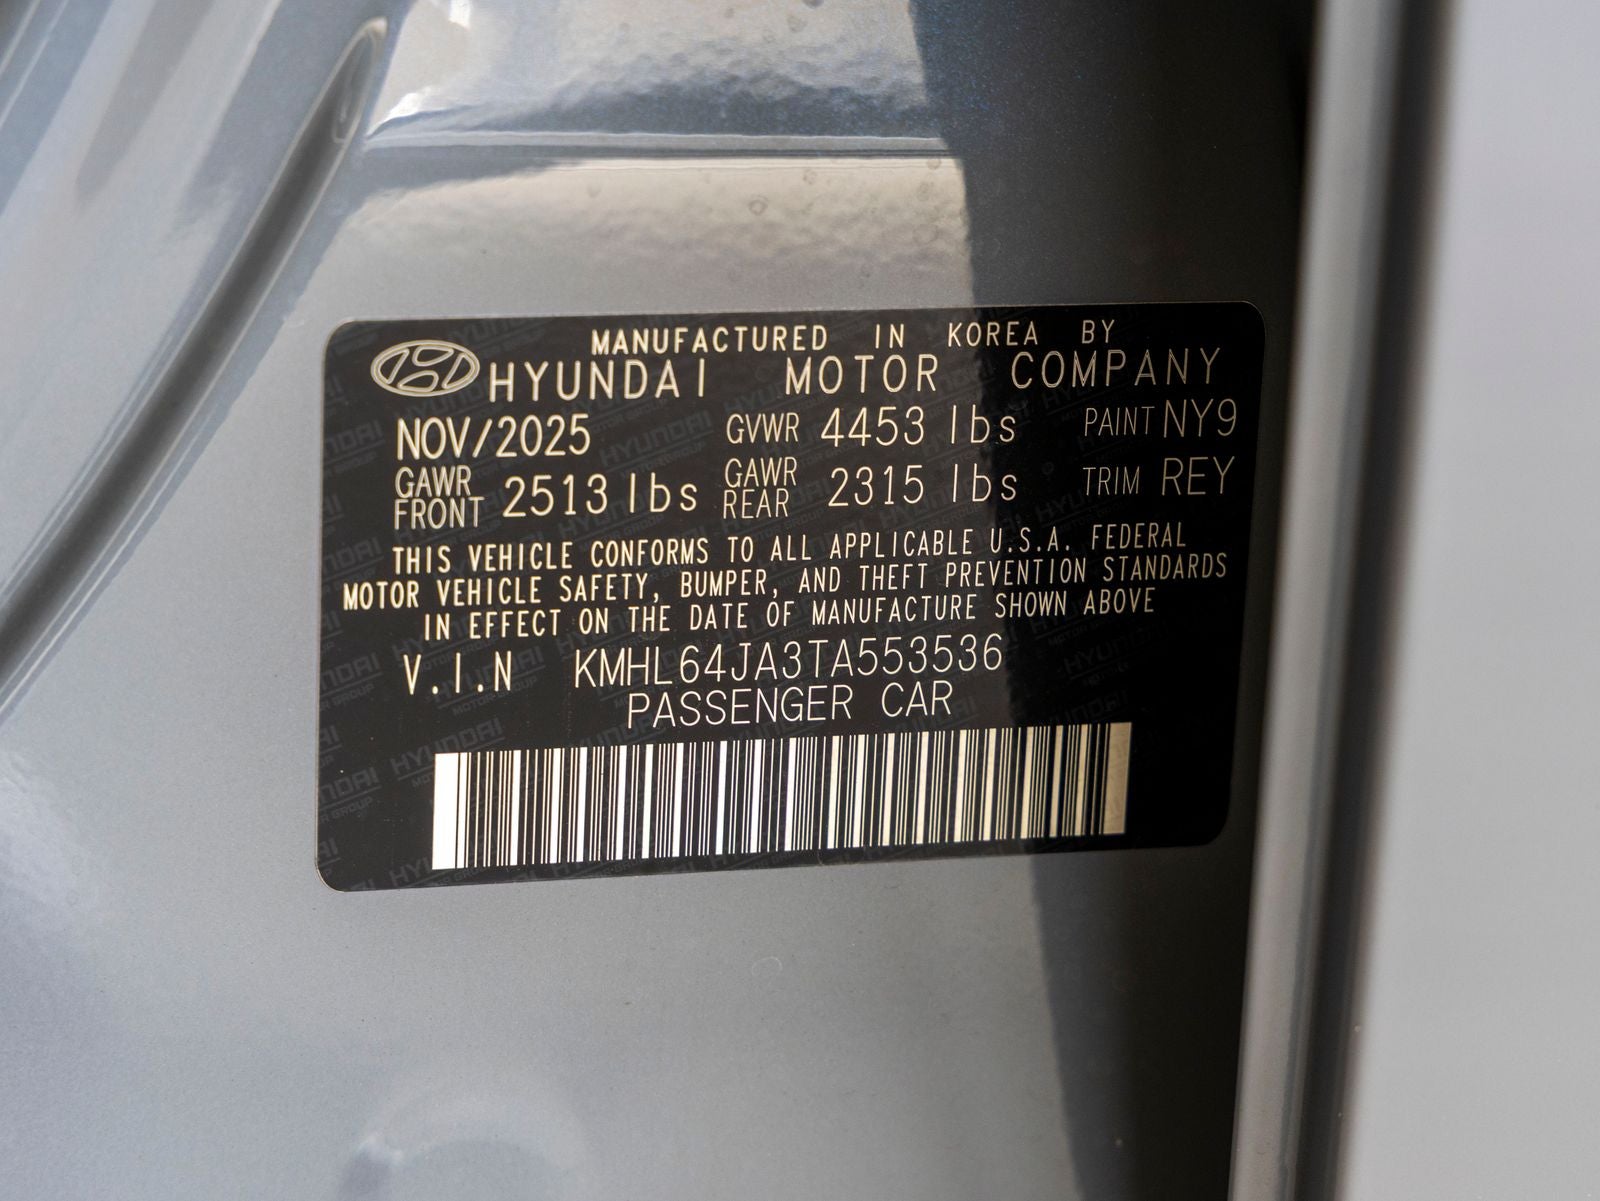 MANUFACTURED IN KOREA BY
HYUNDAI MOTOR COMPANY
NOV/2025 GVWR 4453 lbs PAINT NY9
GAWR FRONT 2513 lbs GAWR REAR 2315 lbs TRIM REY
THIS VEHICLE CONFORMS TO ALL APPLICABLE U.S.A. FEDERAL
MOTOR VEHICLE SAFETY, BUMPER, AND THEFT PREVENTION STANDARDS
IN EFFECT ON THE DATE OF MANUFACTURE SHOWN ABOVE
V.I.N KMHL64JA3TA553536
PASSENGER CAR